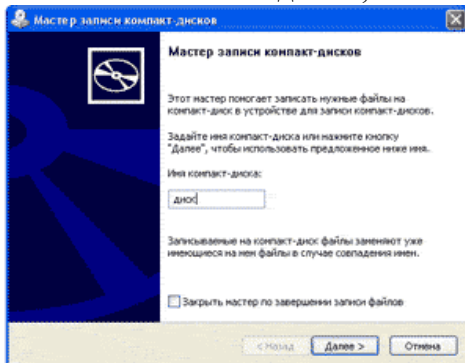 Мастер записи компакт-дисков
Мастер записи компакт-дисков
Этот мастер помогает записать нужные файлы на
компакт-диск в устройстве для записи компакт-дисков.
Задайте имя компакт-диска или нажмите кнопку
"Далее", чтобы использовать предложенное ниже имя.
Имя компакт-диска:
диск
Записываемые на компакт-диск файлы заменяют уже
имеющиеся на нем файлы в случае совпадения имен.
Закрыть мастер по завершении записи файлов
< Назад Далее > Отмена